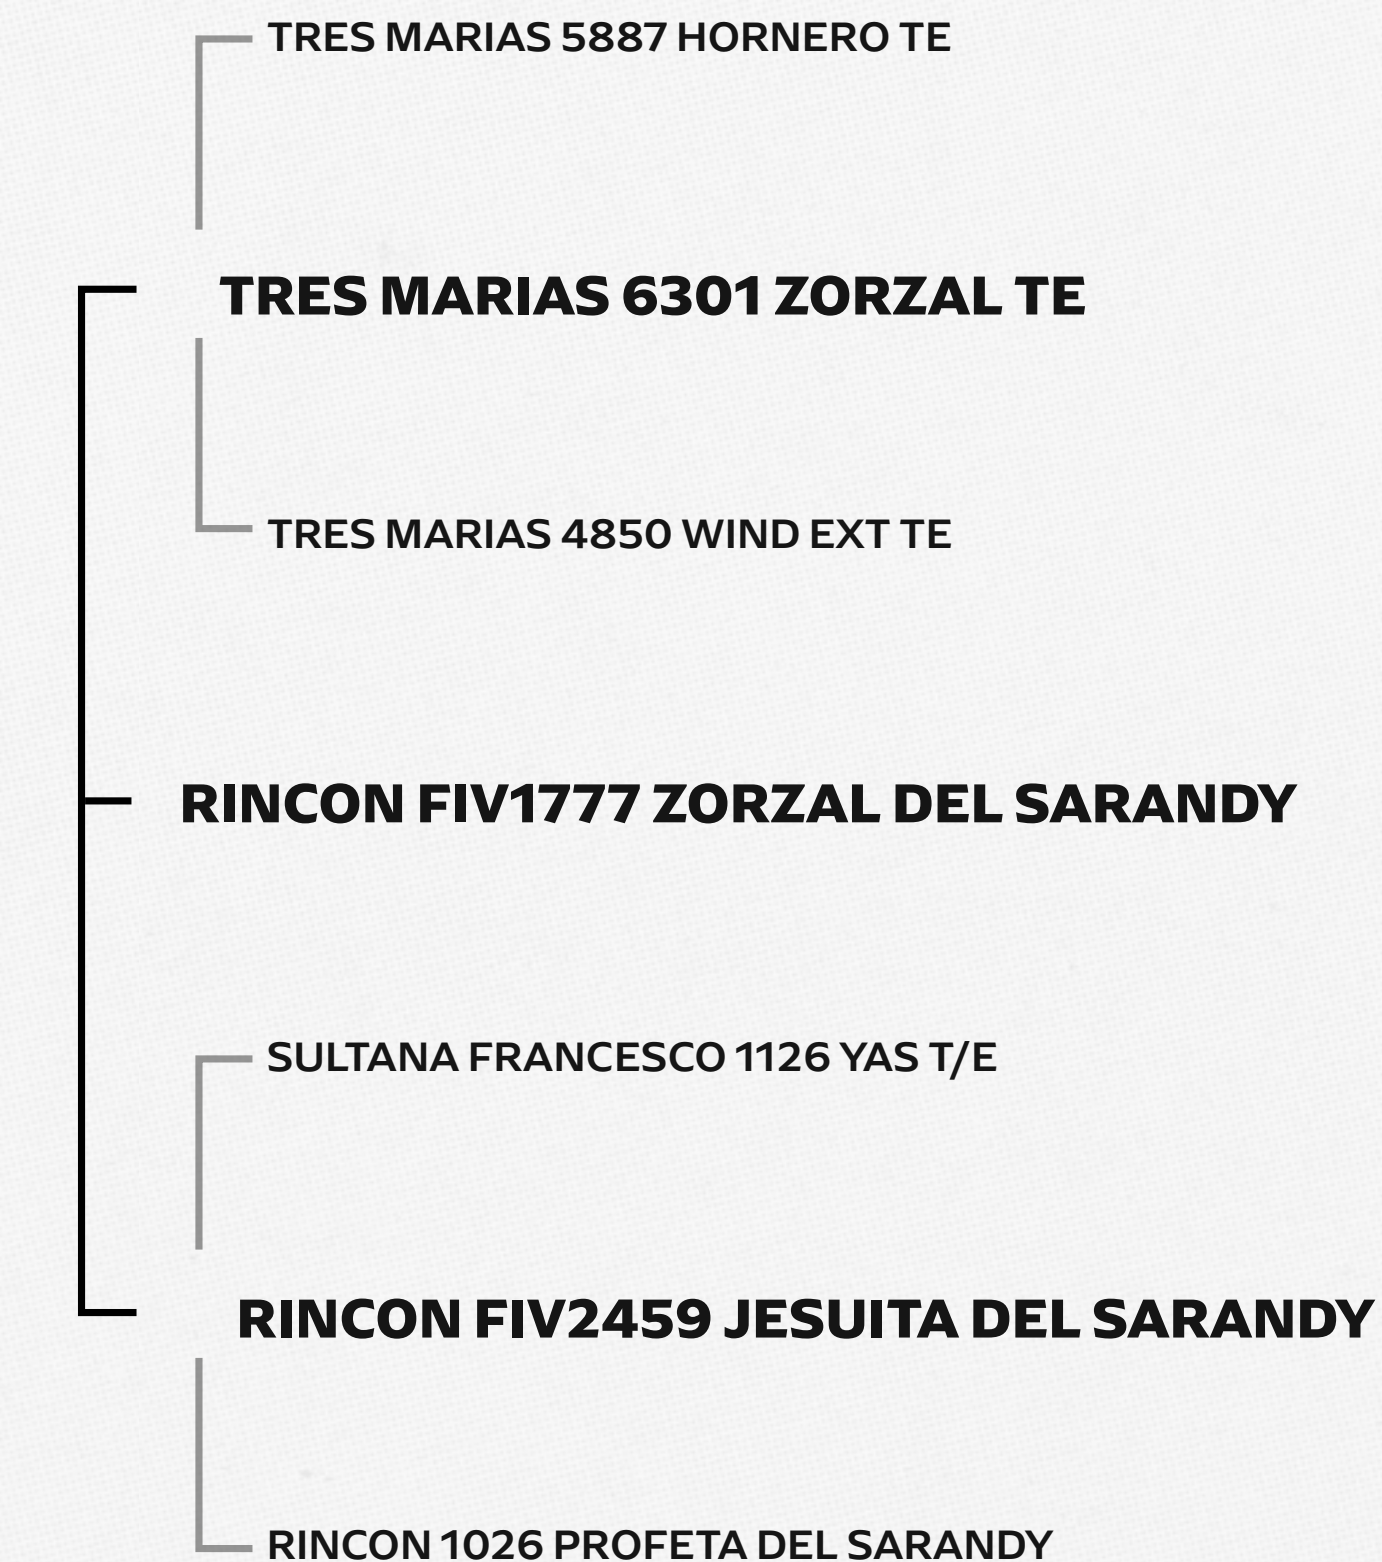 TRES MARIAS 5887 HORNERO TE
TRES MARIAS 6301 ZORZAL TE
TRES MARIAS 4850 WIND EXT TE
RINCON FIV1777 ZORZAL DEL SARANDY
SULTANA FRANCESCO 1126 YAS T/E
RINCON FIV2459 JESUITA DEL SARANDY
RINCON 1026 PROFETA DEL SARANDY